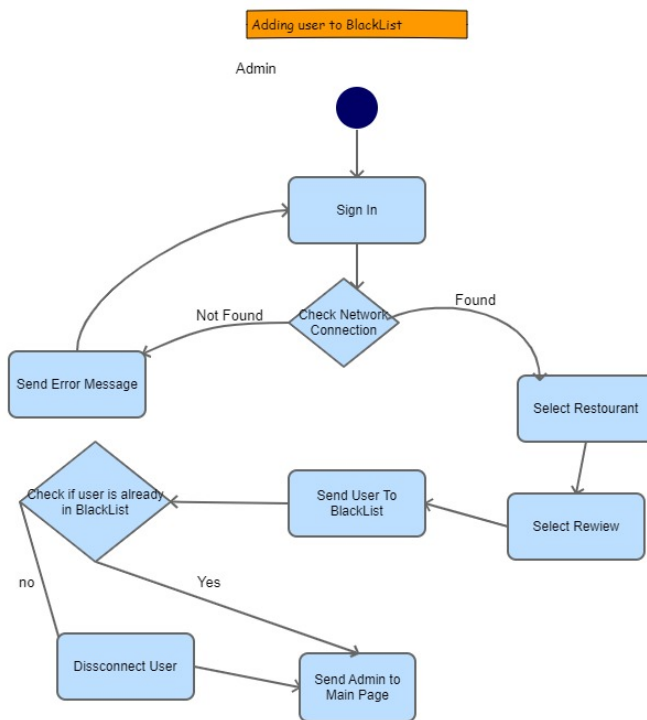 Adding user to BlackList
Admin
Sign In
Check Network
Connection
Not Found
Found
Send Error Message
Select Restourant
Check if user is already
in BlackList
Send User To
BlackList
Select Rewiew
no
Yes
Dissconnect User
Send Admin to
Main Page